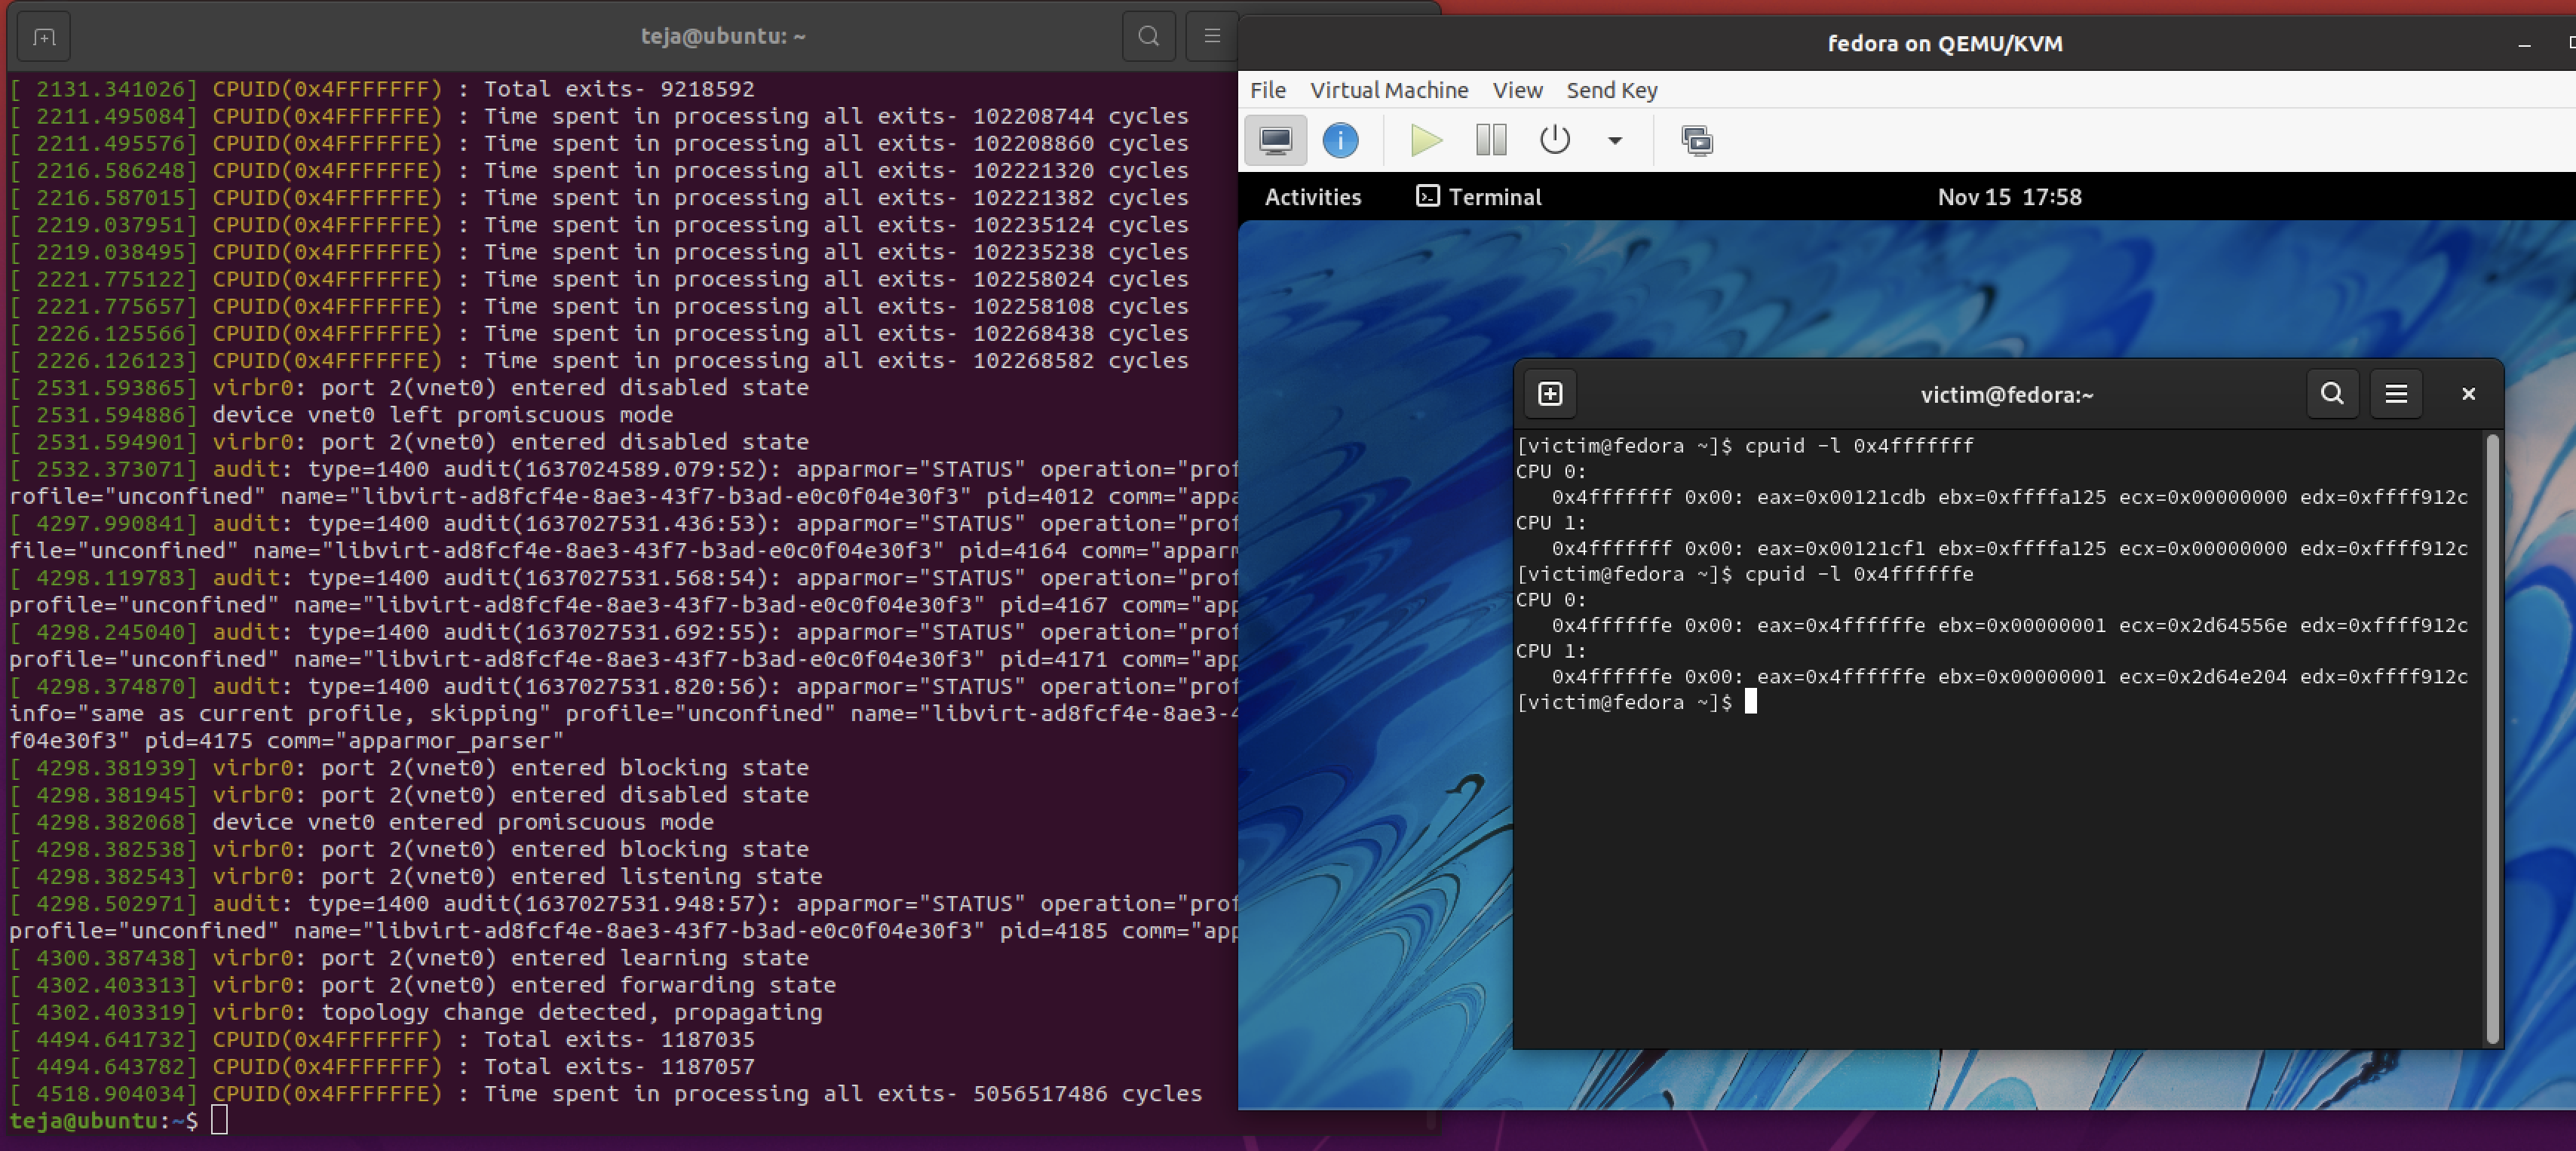 teja@ubuntu: ~
[ 2131.341026] CPUID(0x4FFFFFFF) : Total exits- 9218592
[ 2211.495084] CPUID(0x4FFFFFFE) : Time spent in processing all exits- 102208744 cycles
[ 2211.495576] CPUID(0x4FFFFFFE) : Time spent in processing all exits- 102208860 cycles
[ 2216.586248] CPUID(0x4FFFFFFE) : Time spent in processing all exits- 102221320 cycles
[ 2216.587015] CPUID(0x4FFFFFFE) : Time spent in processing all exits- 102221382 cycles
[ 2219.037951] CPUID(0x4FFFFFFE) : Time spent in processing all exits- 102235124 cycles
[ 2219.038495] CPUID(0x4FFFFFFE) : Time spent in processing all exits- 102235238 cycles
[ 2221.775122] CPUID(0x4FFFFFFE) : Time spent in processing all exits- 102258024 cycles
[ 2221.775657] CPUID(0x4FFFFFFE) : Time spent in processing all exits- 102258108 cycles
[ 2226.125566] CPUID(0x4FFFFFFE) : Time spent in processing all exits- 102268438 cycles
[ 2226.126123] CPUID(0x4FFFFFFE) : Time spent in processing all exits- 102268582 cycles
[ 2531.593865] virbr0: port 2(vnet0) entered disabled state
[ 2531.594886] device vnet0 left promiscuous mode
[ 2531.594901] virbr0: port 2(vnet0) entered disabled state
[ 2532.373071] audit: type=1400 audit(1637024589.079:52): apparmor="STATUS" operation="prof
rofile="unconfined" name="libvirt-ad8fcf4e-8ae3-43f7-b3ad-e0c0f04e30f3" pid=4012 comm="appa
[ 4297.990841] audit: type=1400 audit(1637027531.436:53): apparmor="STATUS" operation="prof
file="unconfined" name="libvirt-ad8fcf4e-8ae3-43f7-b3ad-e0c0f04e30f3" pid=4164 comm="apparm
[ 4298.119783] audit: type=1400 audit(1637027531.568:54): apparmor="STATUS" operation="prof
profile="unconfined" name="libvirt-ad8fcf4e-8ae3-43f7-b3ad-e0c0f04e30f3" pid=4167 comm="app
[ 4298.245040] audit: type=1400 audit(1637027531.692:55): apparmor="STATUS" operation="prof
profile="unconfined" name="libvirt-ad8fcf4e-8ae3-43f7-b3ad-e0c0f04e30f3" pid=4171 comm="app
[ 4298.374870] audit: type=1400 audit(1637027531.820:56): apparmor="STATUS" operation="prof
info="same as current profile, skipping" profile="unconfined" name="libvirt-ad8fcf4e-8ae3-4
f04e30f3" pid=4175 comm="apparmor_parser"
[ 4298.381939] virbr0: port 2(vnet0) entered blocking state
[ 4298.381945] virbr0: port 2(vnet0) entered disabled state
[ 4298.382068] device vnet0 entered promiscuous mode
[ 4298.382538] virbr0: port 2(vnet0) entered blocking state
[ 4298.382543] virbr0: port 2(vnet0) entered listening state
[ 4298.502971] audit: type=1400 audit(1637027531.948:57): apparmor="STATUS" operation="prof
profile="unconfined" name="libvirt-ad8fcf4e-8ae3-43f7-b3ad-e0c0f04e30f3" pid=4185 comm="app
[ 4300.387438] virbr0: port 2(vnet0) entered learning state
[ 4302.403313] virbr0: port 2(vnet0) entered forwarding state
[ 4302.403319] virbr0: topology change detected, propagating
[ 4494.641732] CPUID(0x4FFFFFFF) : Total exits- 1187035
[ 4494.643782] CPUID(0x4FFFFFFF) : Total exits- 1187057
[ 4518.904034] CPUID(0x4FFFFFFE) : Time spent in processing all exits- 5056517486 cycles
teja@ubuntu:~$
fedora on QEMU/KVM
File Virtual Machine View Send Key
Activities Terminal Nov 15 17:58
victim@fedora:~
[victim@fedora ~]$ cpuid -l 0x4fffffff
CPU 0:
0x4fffffff 0x00: eax=0x00121cdb ebx=0xffffa125 ecx=0x00000000 edx=0xffff912c
CPU 1:
0x4fffffff 0x00: eax=0x00121cf1 ebx=0xffffa125 ecx=0x00000000 edx=0xffff912c
[victim@fedora ~]$ cpuid -l 0x4ffffffe
CPU 0:
0x4ffffffe 0x00: eax=0x4ffffffe ebx=0x00000001 ecx=0x2d64556e edx=0xffff912c
CPU 1:
0x4ffffffe 0x00: eax=0x4ffffffe ebx=0x00000001 ecx=0x2d64e204 edx=0xffff912c
[victim@fedora ~]$